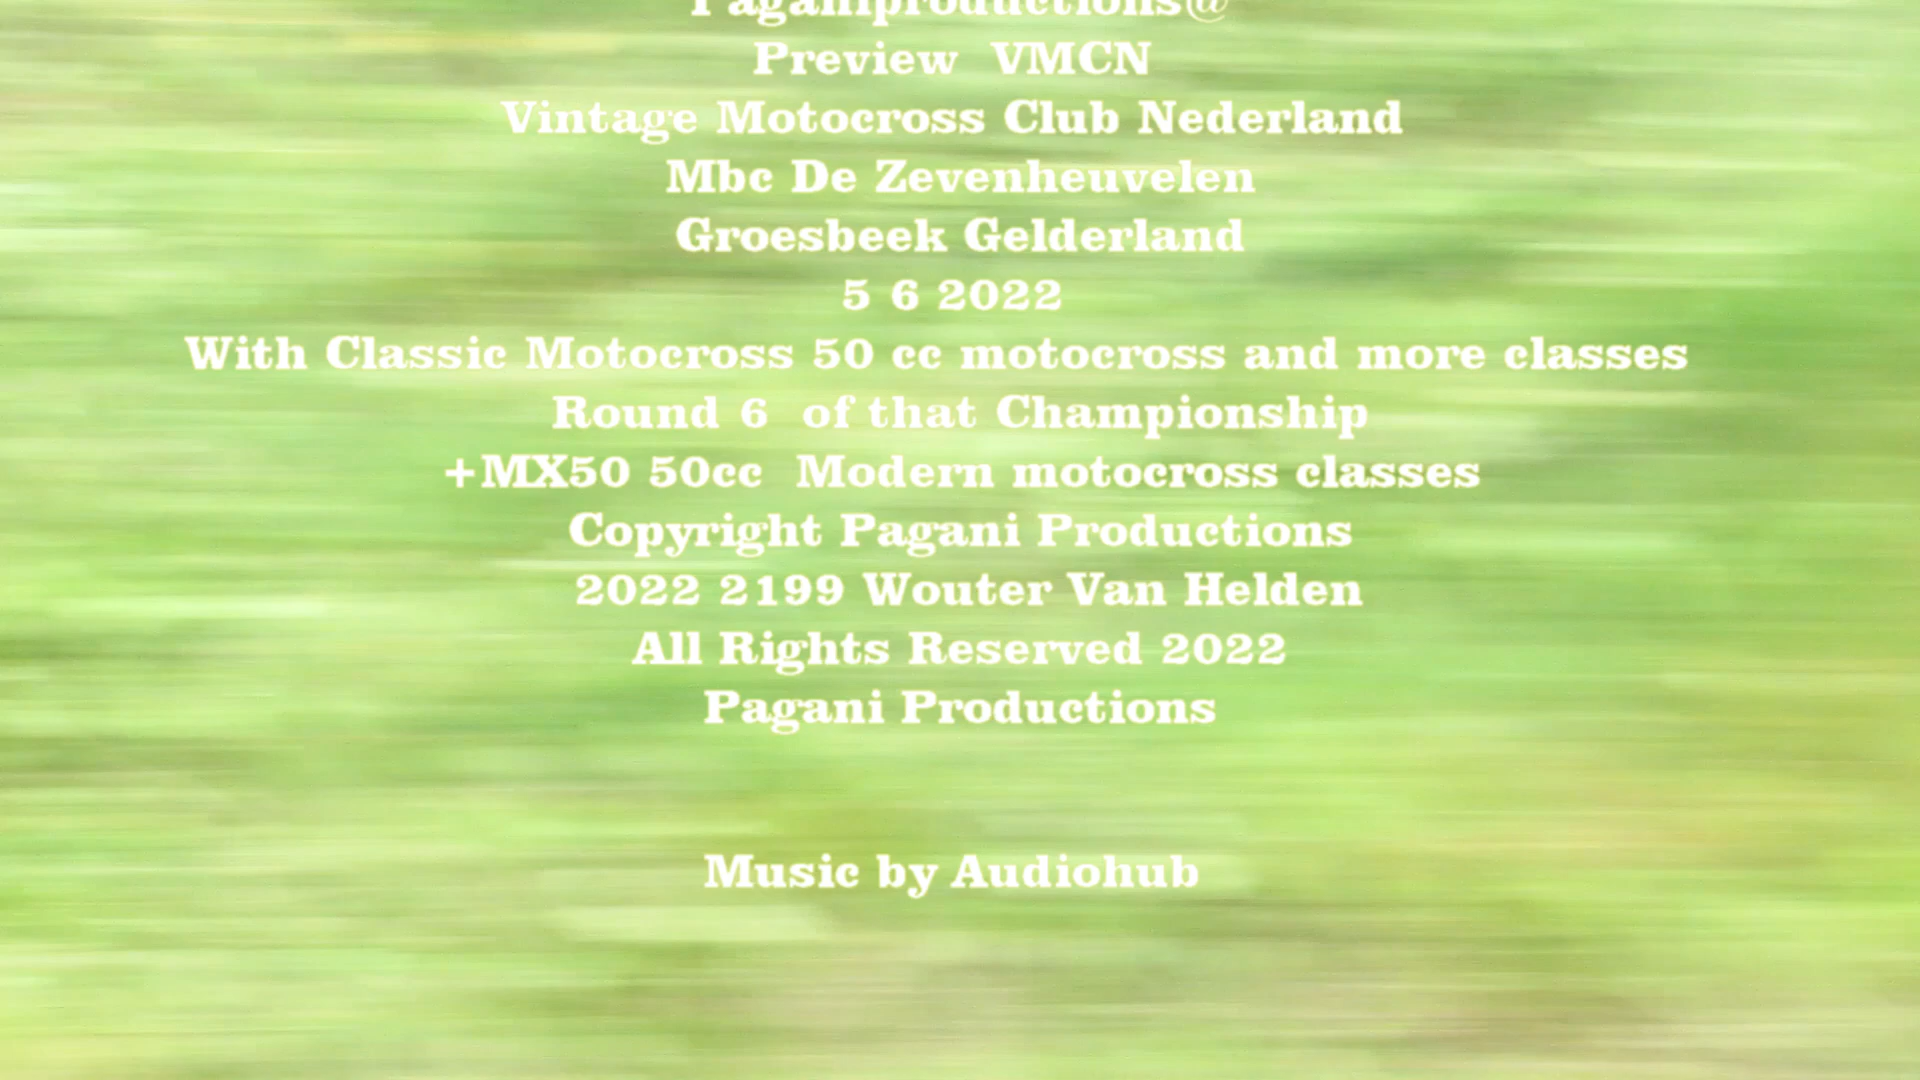 Paganiproductions@
Preview VMCN
Vintage Motocross Club Nederland
Mbc De Zevenheuvelen
Groesbeek Gelderland
5 6 2022
With Classic Motocross 50 cc motocross and more classes
Round 6 of that Championship
+MX50 50cc Modern motocross classes
Copyright Pagani Productions
2022 2199 Wouter Van Helden
All Rights Reserved 2022
Pagani Productions
Music by Audiohub